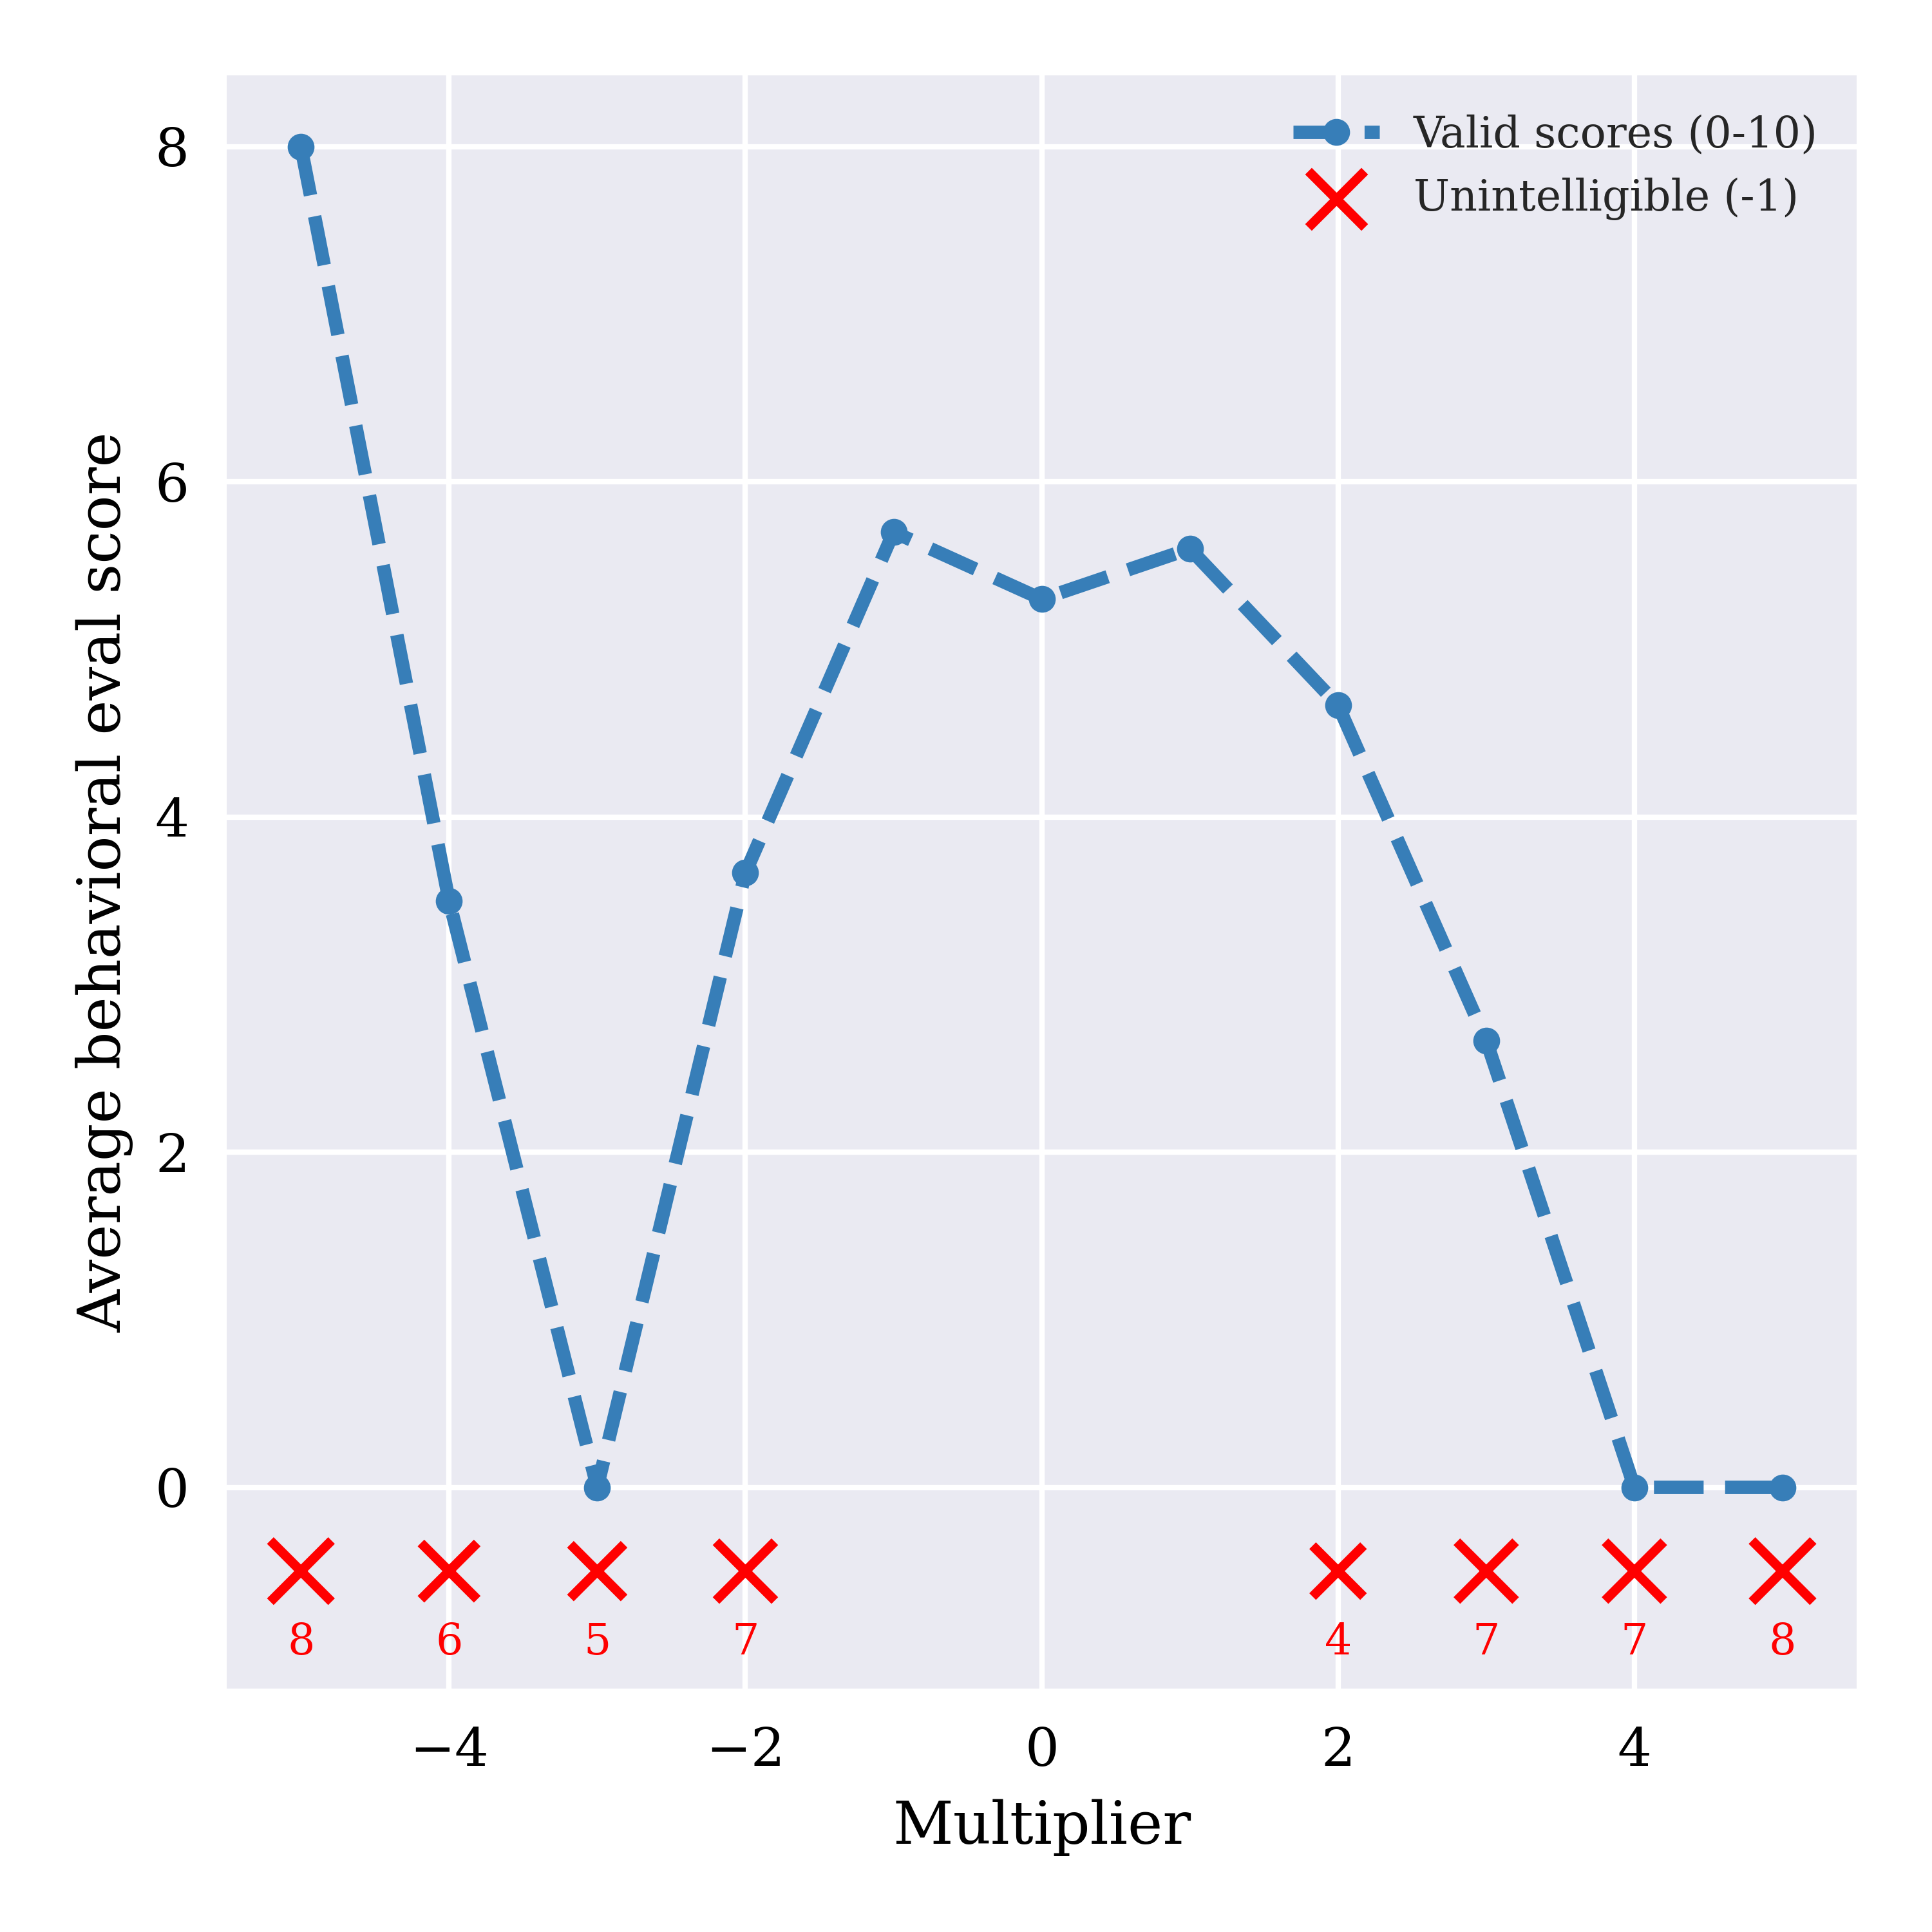 Valid scores (0-10)
Unintelligible (-1)
Average behavioral eval score
8
6
4
2
0
8 6 5 7 4 7 7 8
−4 −2 0 2 4
Multiplier